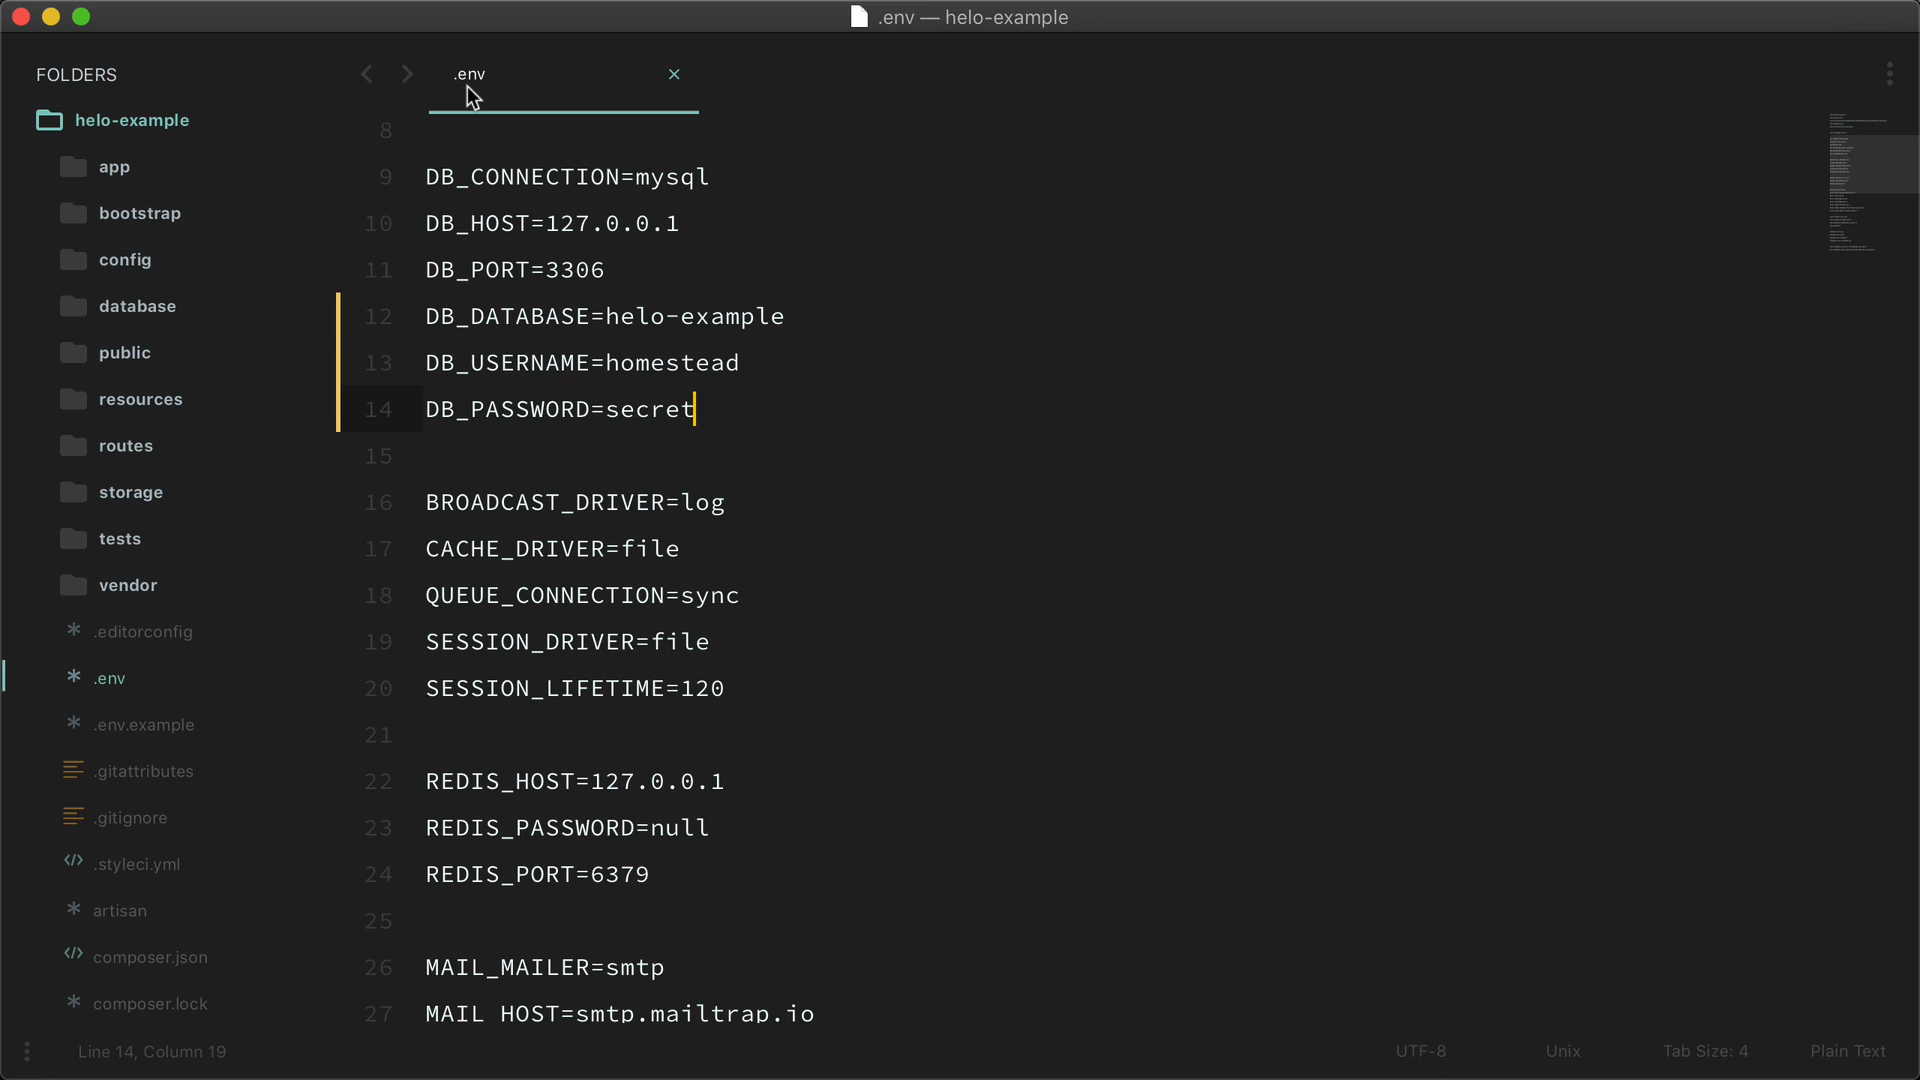 .env — helo-example
FOLDERS
helo-example
app
bootstrap
config
database
public
resources
routes
storage
tests
vendor
.editorconfig
.env
.env.example
.gitattributes
.gitignore
.styleci.yml
artisan
composer.json
composer.lock
.env
8
9 DB_CONNECTION=mysql
10 DB_HOST=127.0.0.1
11 DB_PORT=3306
12 DB_DATABASE=helo-example
13 DB_USERNAME=homestead
14 DB_PASSWORD=secret
15
16 BROADCAST_DRIVER=log
17 CACHE_DRIVER=file
18 QUEUE_CONNECTION=sync
19 SESSION_DRIVER=file
20 SESSION_LIFETIME=120
21
22 REDIS_HOST=127.0.0.1
23 REDIS_PASSWORD=null
24 REDIS_PORT=6379
25
26 MAIL_MAILER=smtp
27 MAIL_HOST=smtp.mailtrap.io
Line 14, Column 19
UTF-8
Unix
Tab Size: 4
Plain Text